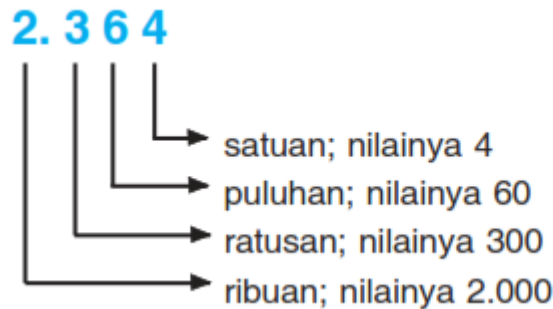 2. 3 6 4
satuan; nilainya 4
puluhan; nilainya 60
ratusan; nilainya 300
ribuan; nilainya 2.000